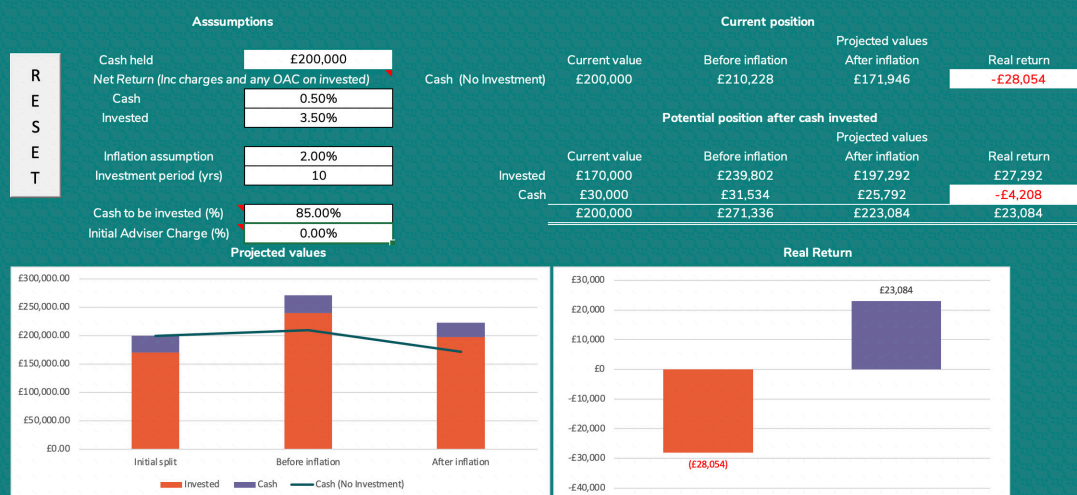 Asssumptions
Cash held £200,000
Net Return (Inc charges and any OAC on invested)
Cash 0.50%
Invested 3.50%
Inflation assumption 2.00%
Investment period (yrs) 10
Cash to be invested (%) 85.00%
Initial Adviser Charge (%) 0.00%
R
E
S
E
T
Current position
Projected values
Current value Before inflation After inflation Real return
Cash (No Investment) £200,000 £210,228 £171,946 -£28,054
Potential position after cash invested
Projected values
Current value Before inflation After inflation Real return
Invested £170,000 £239,802 £197,292 £27,292
Cash £30,000 £31,534 £25,792 -£4,208
£200,000 £271,336 £223,084 £23,084
Projected values
£300,000.00
£250,000.00
£200,000.00
£150,000.00
£100,000.00
£50,000.00
£0.00
Initial split Before inflation After inflation
Invested Cash Cash (No Investment)
Real Return
£30,000
£20,000
£10,000
£0
-£10,000
-£20,000
-£30,000
-£40,000
£23,084
(£28,054)